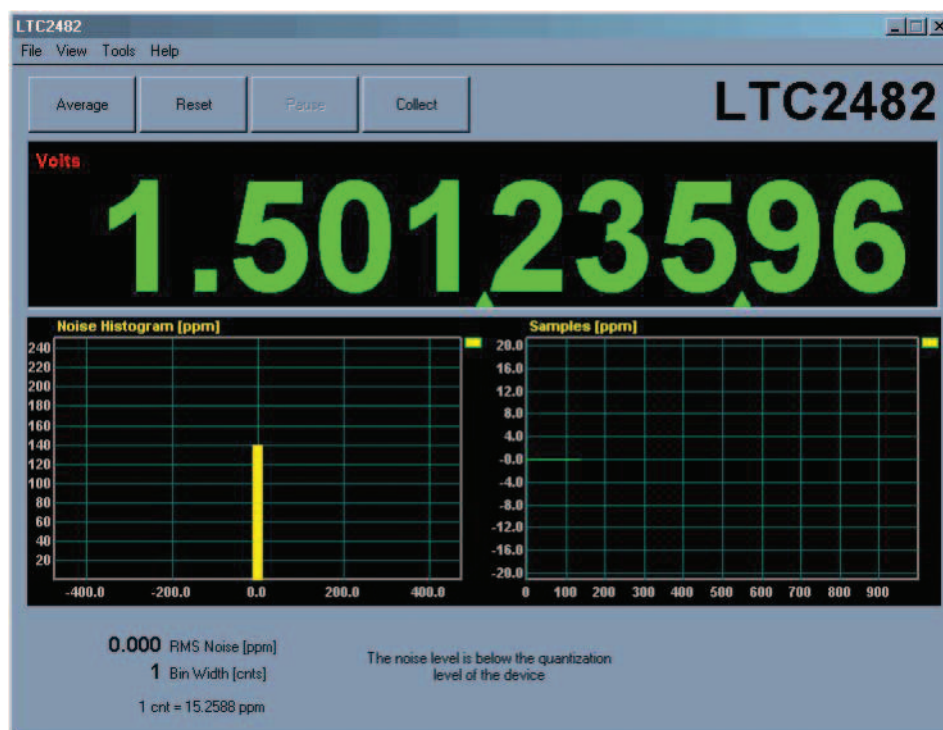 LTC2482
File View Tools Help
Average Reset Pause Collect
LTC2482
Volts
1.50123596
Noise Histogram [ppm]
240
220
200
180
160
140
120
100
80
60
40
20
-400.0 -200.0 0.0 200.0 400.0
Samples [ppm]
20.0
16.0
12.0
8.0
4.0
-0.0
-4.0
-8.0
-12.0
-16.0
-20.0
0 100 200 300 400 500 600 700 800 900
0.000 RMS Noise [ppm]
1 Bin Width [cnts]
1 cnt = 15.2588 ppm
The noise level is below the quantization
level of the device